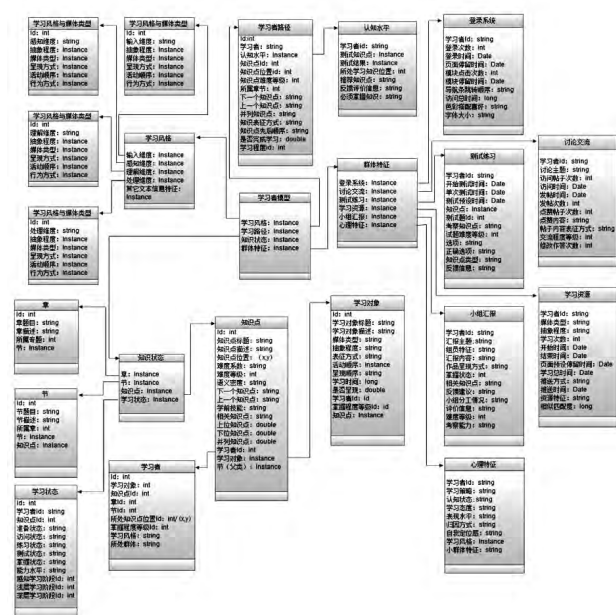 学习风格与媒体类型
Id: int
感知维度: string
抽象程度: Instance
媒体类型: Instance
呈现方式: Instance
活动顺序: Instance
行为方式: Instance
学习风格与媒体类型
Id: int
输入维度: string
抽象程度: Instance
媒体类型: Instance
呈现方式: Instance
活动顺序: Instance
行为方式: Instance
学习风格与媒体类型
Id: int
理解维度: string
抽象程度: Instance
媒体类型: Instance
呈现方式: Instance
活动顺序: Instance
行为方式: Instance
学习风格
输入维度: Instance
感知维度: Instance
理解维度: Instance
处理维度: Instance
其它文本信息特征:
Instance
学习风格与媒体类型
Id: int
处理维度: string
抽象程度: Instance
媒体类型: Instance
呈现方式: Instance
活动顺序: Instance
行为方式: Instance
学习者路径
Id:int
学习者: string
认知水平: Instance
知识点Id: int
知识点位置Id: int
知识点难度等级: int
所属章节: int
下一个知识点: string
上一个知识点: string
并列知识点: string
知识表征方式: string
知识点先后顺序: string
是否完成学习: double
学习程度Id: int
认知水平
学习者Id: string
测试知识点: Instance
测试结果: Instance
所处学习知识位置: int
推荐知识点: string
反馈评价信息: string
必须掌握知识: string
学习者模型
学习风格: Instance
学习路径: Instance
知识状态: Instance
群体特征: Instance
群体特征
登录系统: Instance
讨论交流: Instance
测试练习: Instance
学习资源: Instance
小组汇报: Instance
心理特征: Instance
登录系统
学习者Id: string
登录次数: int
登录时间: Date
页面停留时间: Date
模块点击次数: int
模块停留时间: Date
导航条跳转顺序: string
访问总时间: long
色彩搭配喜好: string
字体大小: string
测试练习
学习者Id: string
开始测试时间: Date
单次测试时间: Date
测试预设时间: Date
知识点: Instance
测试题Id: int
考察知识点: string
试题难度等级: int
选项: string
正确选项: string
知识点类型: string
反馈信息: string
讨论交流
学习者Id: string
讨论主题: string
访问帖子次数: int
访问时间: Date
发帖时间: Date
发帖次数: int
点赞帖子次数: int
点赞内容: string
帖子内容表征方式: string
交流程度等级: int
修改作答次数: int
学习资源
学习者Id: string
媒体类型: string
抽象程度: string
学习次数: int
开始时间: Date
结束时间: Date
页面预设停留时间: Date
学习总时间: Date
推送方式: string
推送时间: Date
资源特征: string
相似匹配度: long
小组汇报
学习者Id: string
汇报主题: string
组员特征: string
汇报内容: string
作品呈现方式: string
掌握状态: int
相关知识点: string
反馈建议: string
小组分工情况: string
评价信息: string
难度等级: int
考察能力: string
心理特征
学习者Id: string
学习策略: string
认知状态: string
学习态度: string
表现水平: string
归因方式: string
自我定位感: string
学习风格: Instance
小群体特征: string
章
Id: int
章题目: string
章描述: string
所属专题: int
节: Instance
知识状态
章: Instance
节: Instance
知识点: Instance
学习状态: Instance
知识点
Id: int
知识点标题: string
知识点描述: string
知识点位置: (x,y)
难度系数: string
难度等级: int
语义密度: string
下一个知识点: string
上一个知识点: string
学前技能: string
相关知识点: string
上位知识点: double
下位知识点: double
并列知识点: double
学习者Id: int
学习对象: Instance
节(父类): Instance
学习对象
Id: int
学习对象标题: string
学习对象描述: string
媒体类型: string
抽象程度: string
表征方式: string
活动顺序: Instance
呈现顺序: string
学习时间: long
是否呈现: double
学习者Id: id
掌握程度等级Id: id
知识点: Instance
节
Id: int
节题目: string
节描述: string
所属章: int
节: Instance
知识点: Instance
学习者
Id: int
学习对象: int
知识点Id: int
章Id: int
节Id: int
所处知识点位置Id: int/(x,y)
掌握程度等级Id: int
学习风格: string
所处群体: string
学习状态
Id: int
学习者Id: string
知识点Id: int
准备状态: string
访问状态: string
练习状态: string
测试状态: string
掌握状态: string
能力水平: string
感知学习阶段Id: int
浅层学习阶段Id: int
深层学习阶段Id: int